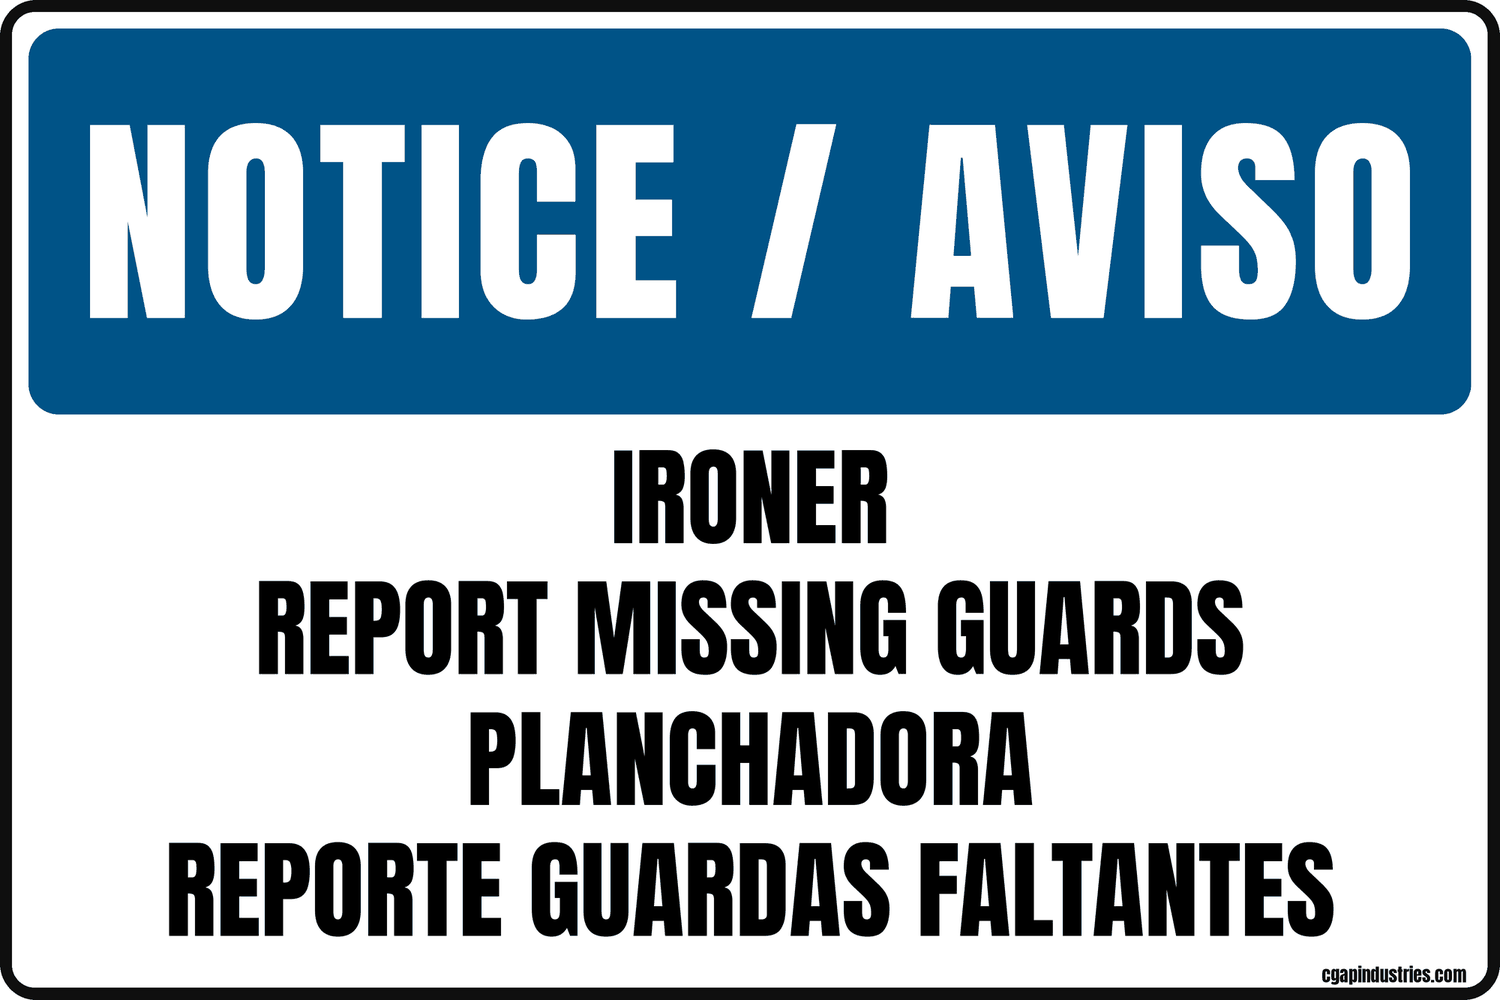 NOTICE / AVISO
IRONER
REPORT MISSING GUARDS
PLANCHADORA
REPORTE GUARDAS FALTANTES
cgapindustries.com